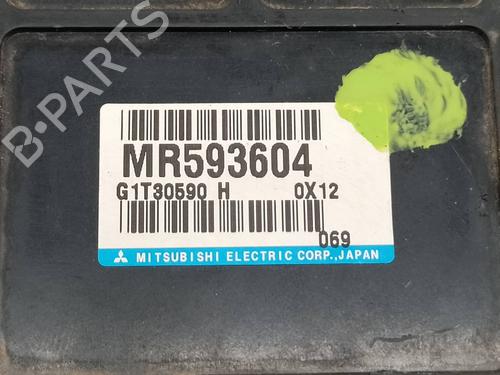 B-PARTS
MR593604
G1T30590 H 0X12
069
MITSUBISHI ELECTRIC CORP., JAPAN